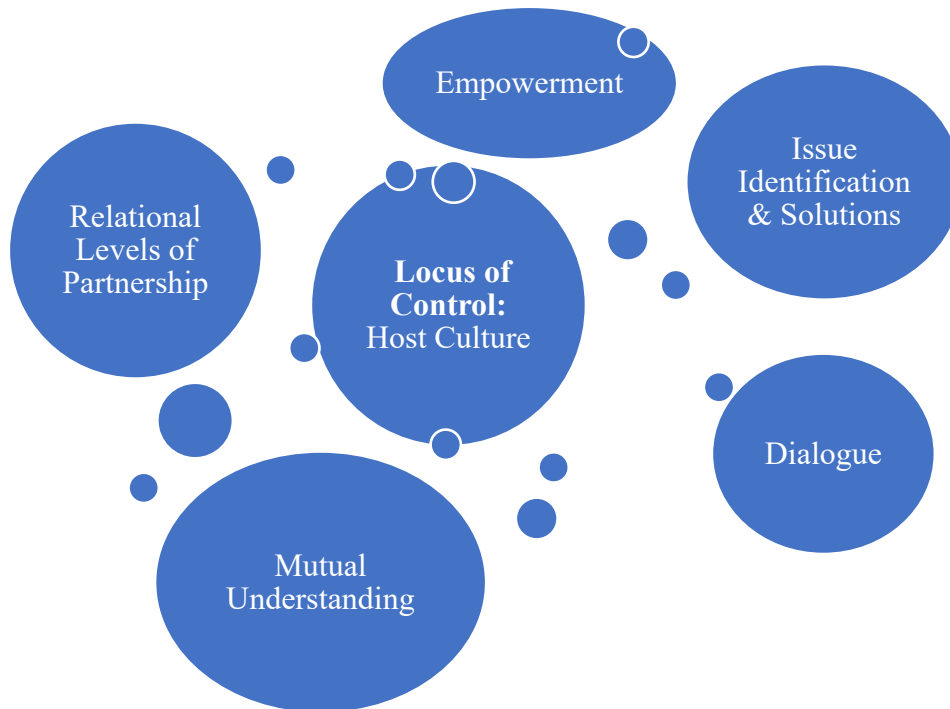 Empowerment
Issue
Identification
& Solutions
Relational
Levels of
Partnership
Locus of
Control:
Host Culture
Dialogue
Mutual
Understanding